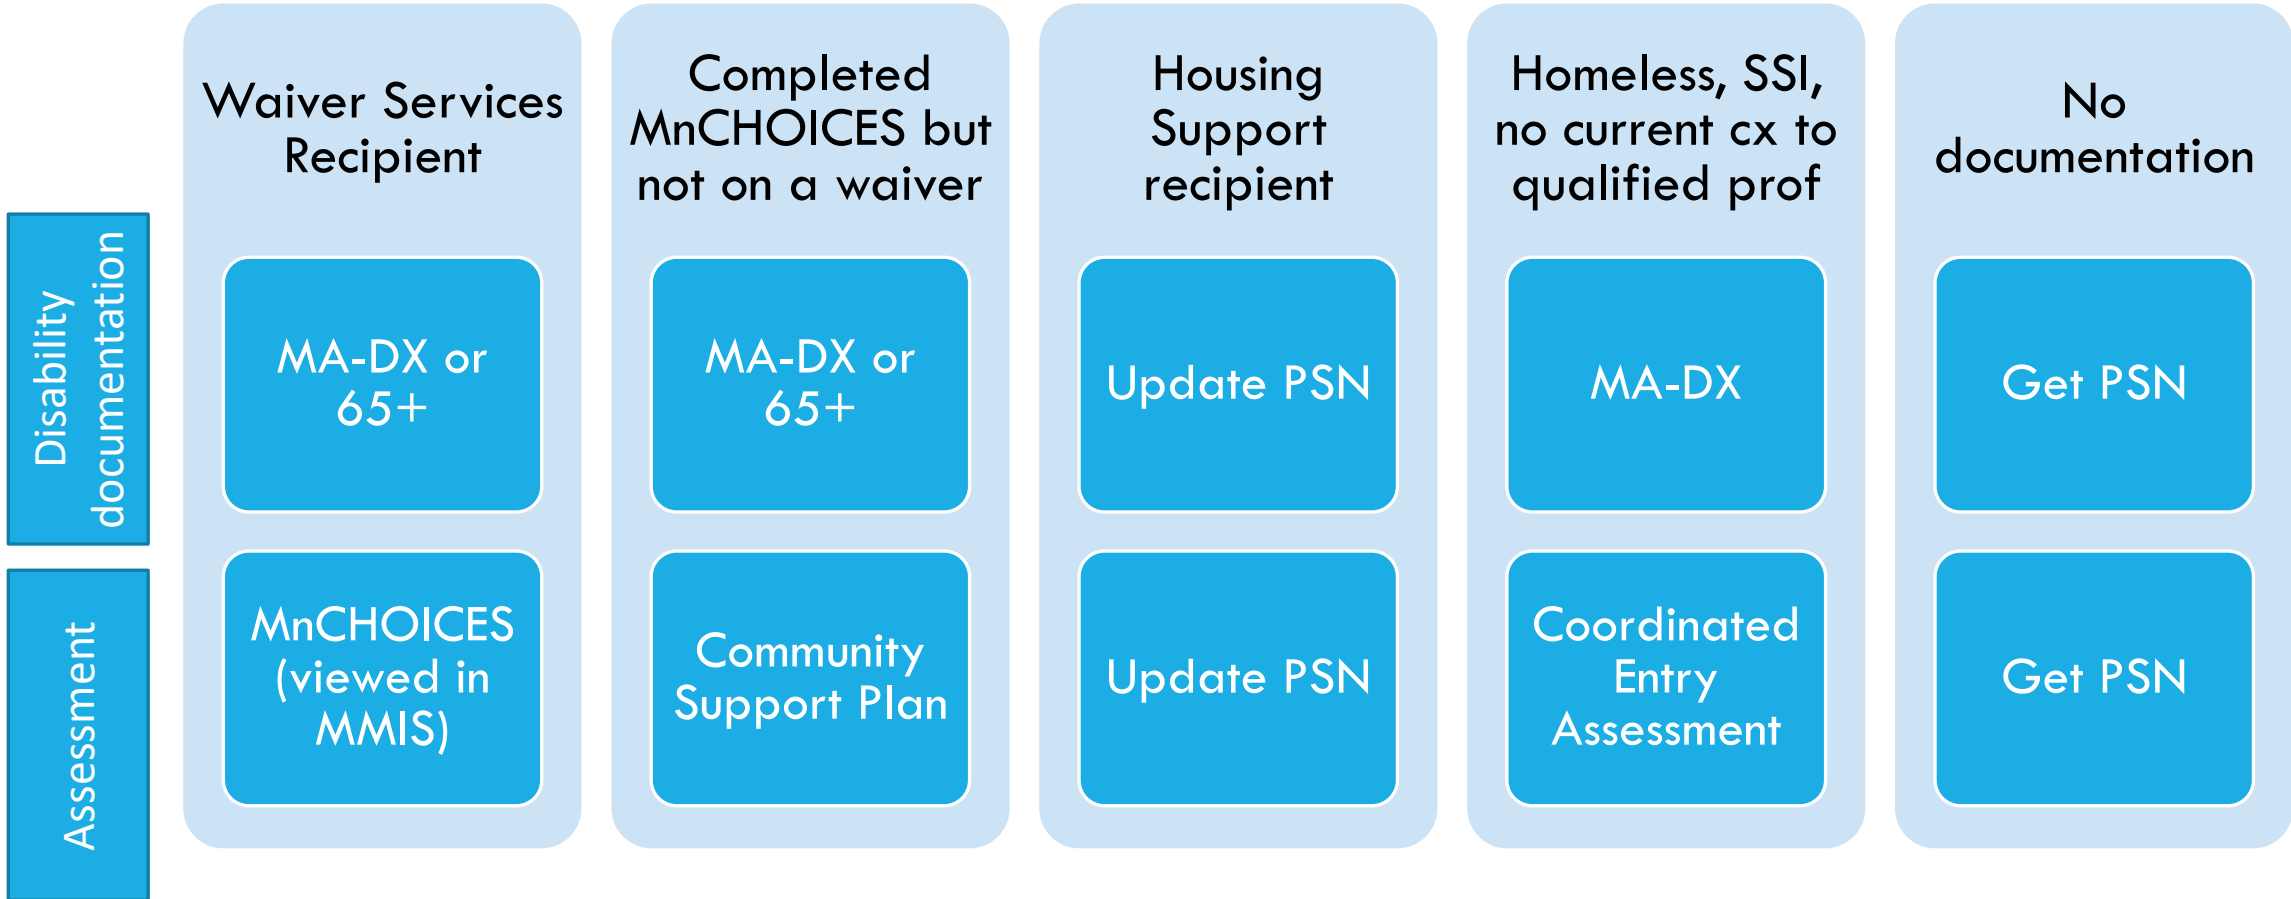 Waiver Services
Recipient
Completed
MnCHOICES but
not on a waiver
Housing
Support
recipient
Homeless, SSI,
no current cx to
qualified prof
No
documentation
Disability
documentation
MA-DX or
65+
MA-DX or
65+
Update PSN
MA-DX
Get PSN
Assessment
MnCHOICES
(viewed in
MMIS)
Community
Support Plan
Update PSN
Coordinated
Entry
Assessment
Get PSN